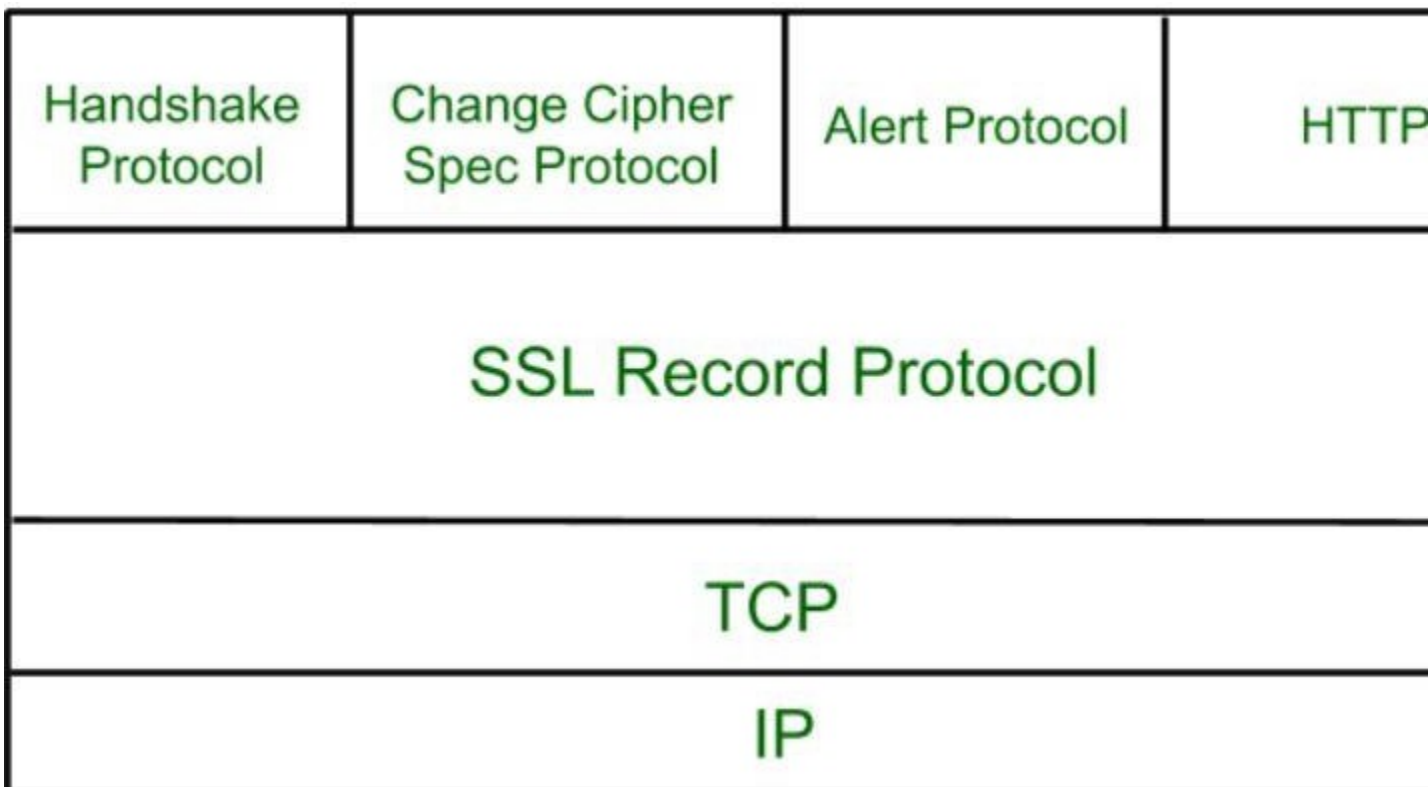 Handshake
Protocol
Change Cipher
Spec Protocol
Alert Protocol
HTTP
SSL Record Protocol
TCP
IP